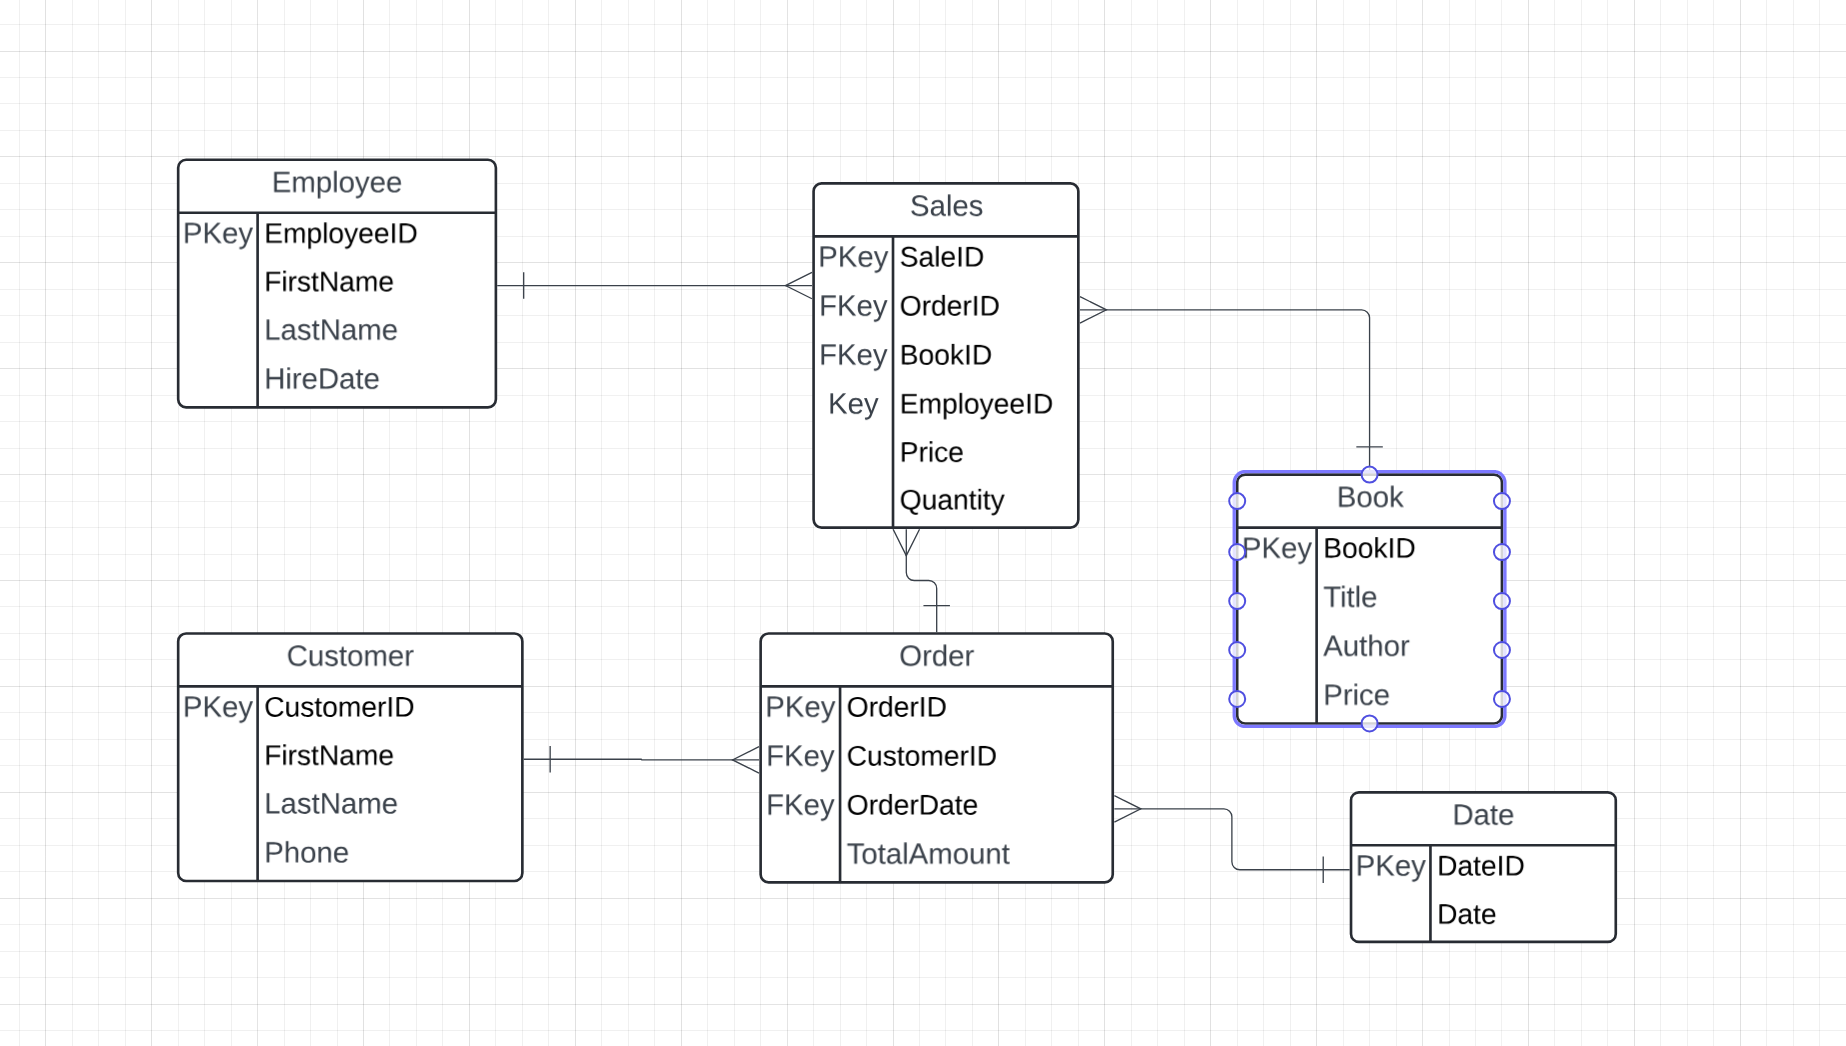 Employee
PKey EmployeeID
FirstName
LastName
HireDate
Sales
PKey SaleID
FKey OrderID
FKey BookID
Key EmployeeID
Price
Quantity
Book
PKey BookID
Title
Author
Price
Customer
PKey CustomerID
FirstName
LastName
Phone
Order
PKey OrderID
FKey CustomerID
FKey OrderDate
TotalAmount
Date
PKey DateID
Date